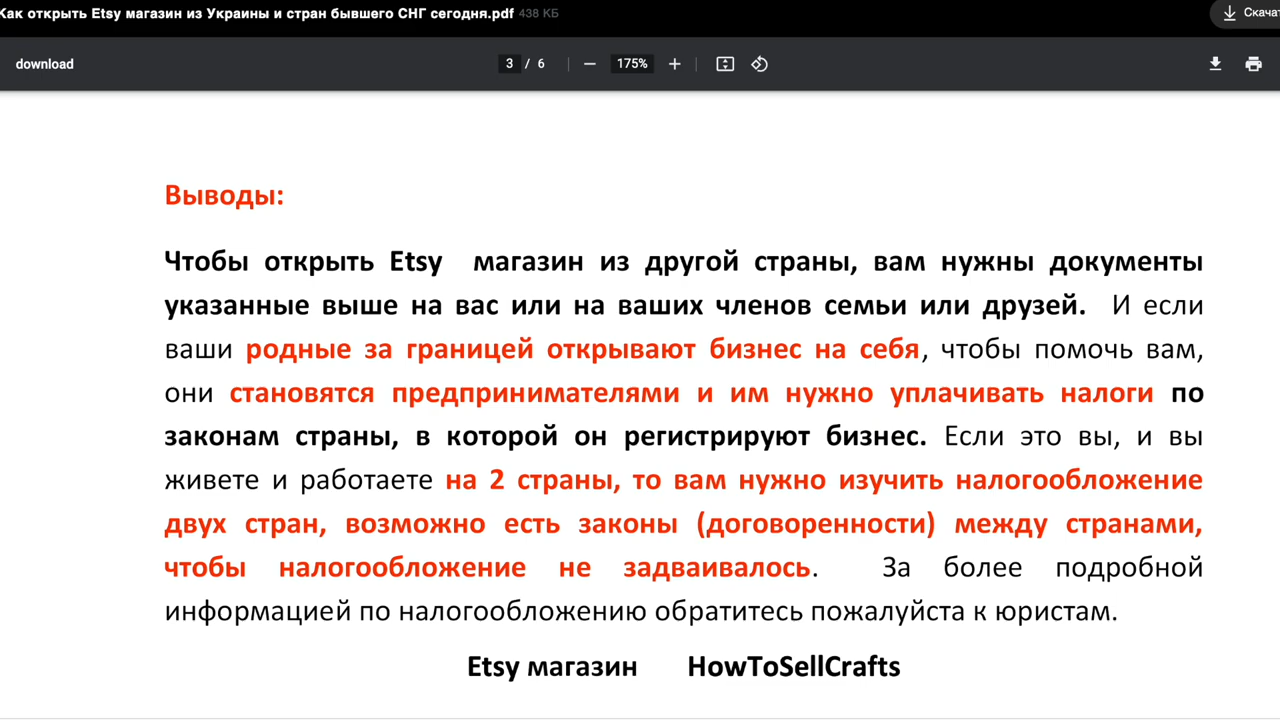 Как открыть Etsy магазин из Украины и стран бывшего СНГ сегодня.pdf 438 КБ
download 3 / 6 175%
Выводы:
Чтобы открыть Etsy магазин из другой страны, вам нужны документы
указанные выше на вас или на ваших членов семьи или друзей. И если
ваши родные за границей открывают бизнес на себя, чтобы помочь вам,
они становятся предпринимателями и им нужно уплачивать налоги по
законам страны, в которой он регистрируют бизнес. Если это вы, и вы
живете и работаете на 2 страны, то вам нужно изучить налогообложение
двух стран, возможно есть законы (договоренности) между странами,
чтобы налогообложение не задваивалось. За более подробной
информацией по налогообложению обратитесь пожалуйста к юристам.
Etsy магазин HowToSellCrafts